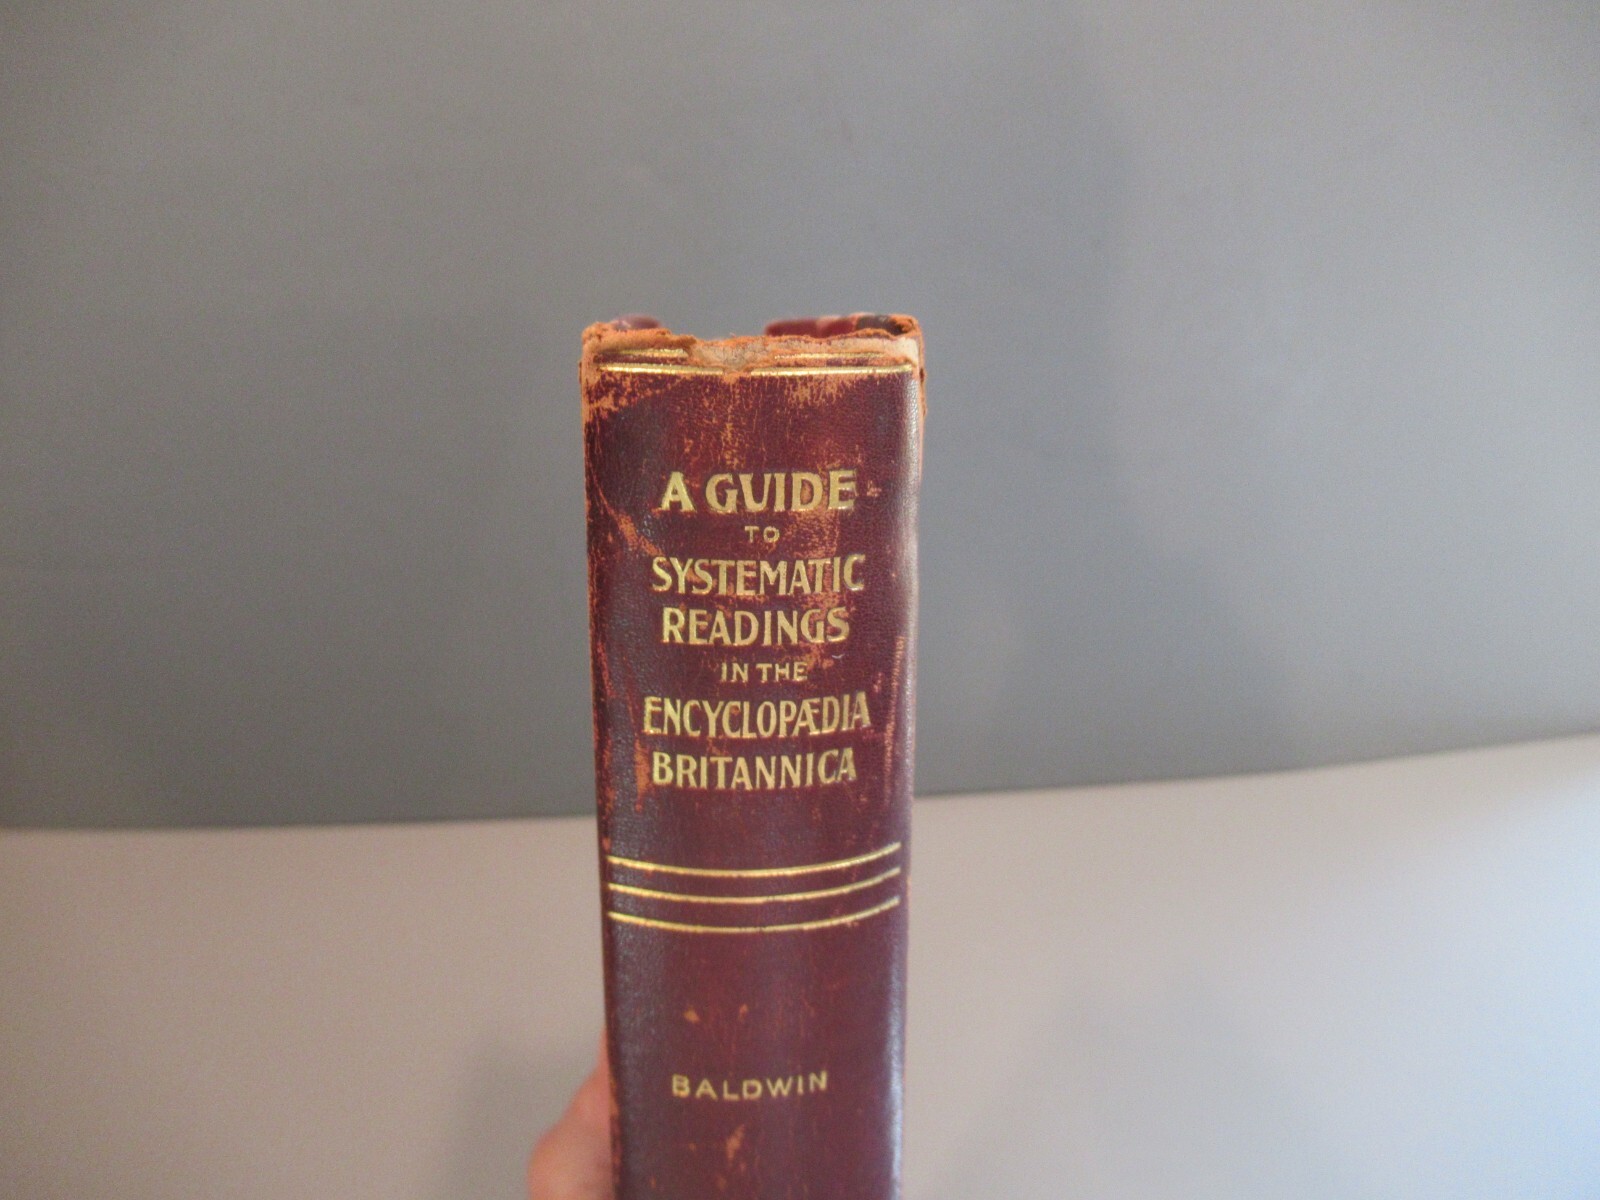 A GUIDE
TO
SYSTEMATIC
READINGS
IN THE
ENCYCLOPÆDIA
BRITANNICA
BALDWIN